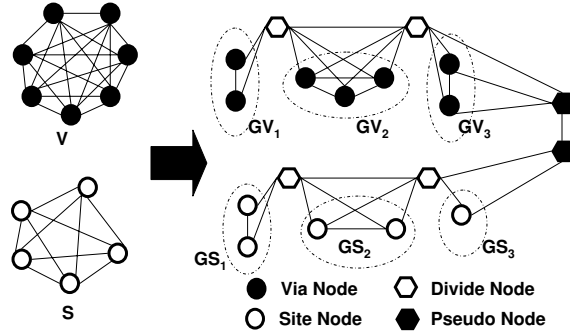 V
GV1
GV2
GV3
S
GS1
GS2
GS3
Via Node
Divide Node
Site Node
Pseudo Node